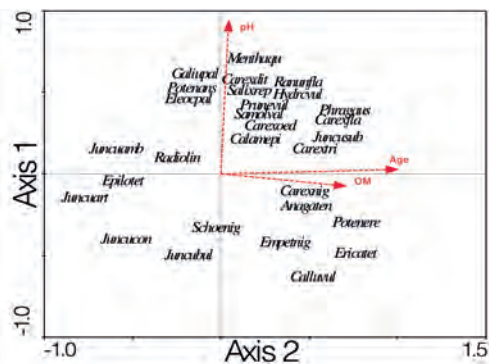 1.0
pH
Menthaqu
Galiupal Carexdit Ranunfla
Potenans Salixrep Hydrovul
Eleocpal Prunevul
Samolval Phragaus
Carexoed Carexfla
Calamepi Juncusub
Juncuamb Carextri
Radiolin
Age
Epilotet OM
Juncuart Carexnig
Anagaten
Schoenig Potenere
Juncucon Empetnig
Juncubul Ericatet
Calluvul
Axis 1
-1.0
-1.0 Axis 2 1.5